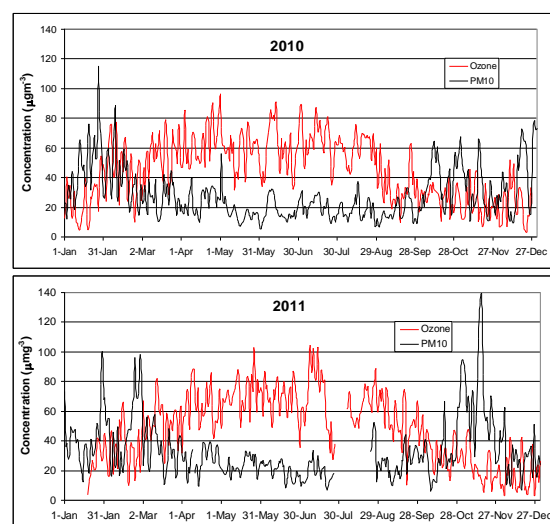 2010
Ozone
PM10
Concentration (µgm-3)
140
120
100
80
60
40
20
0
1-Jan 31-Jan 2-Mar 1-Apr 1-May 31-May 30-Jun 30-Jul 29-Aug 28-Sep 28-Oct 27-Nov 27-Dec
2011
Ozone
PM10
Concentration (µmg-3)
140
120
100
80
60
40
20
0
1-Jan 31-Jan 2-Mar 1-Apr 1-May 31-May 30-Jun 30-Jul 29-Aug 28-Sep 28-Oct 27-Nov 27-Dec